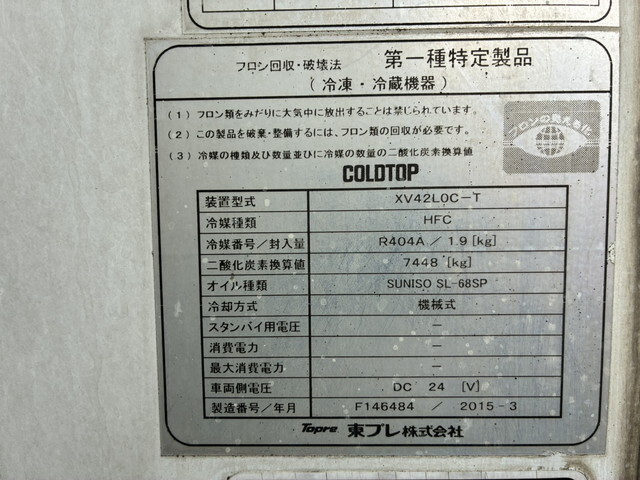 フロン回収・破壊法 第一種特定製品
(冷凍・冷蔵機器)
(1) フロン類をみだりに大気中に放出することは禁じられています。
(2) この製品を廃棄・整備するには、フロン類の回収が必要です。
(3) 冷媒の種類及び数量並びに冷媒の数量の二酸化炭素換算値
フロンの見える化
COLDTOP
装置型式 XV42LOC-T
冷媒種類 HFC
冷媒番号/封入量 R404A / 1.9 [kg]
二酸化炭素換算値 7448 [kg]
オイル種類 SUNISO SL-68SP
冷却方式 機械式
スタンバイ用電圧 —
消費電力 —
最大消費電力 —
車両側電圧 DC 24 [V]
製造番号/年月 F146484 / 2015-3
Topre 東プレ株式会社